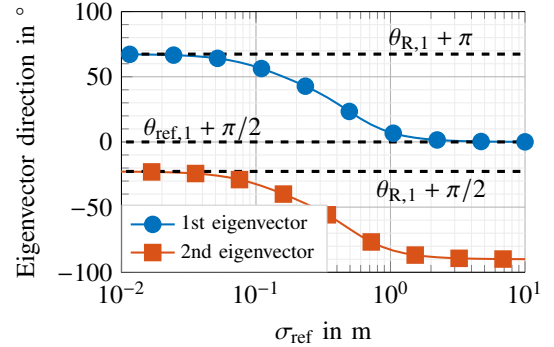 Eigenvector direction in °
100
50
0
−50
−100
θR,1 + π
θref,1 + π/2
θR,1 + π/2
1st eigenvector
2nd eigenvector
10−2 10−1 100 101
σref in m